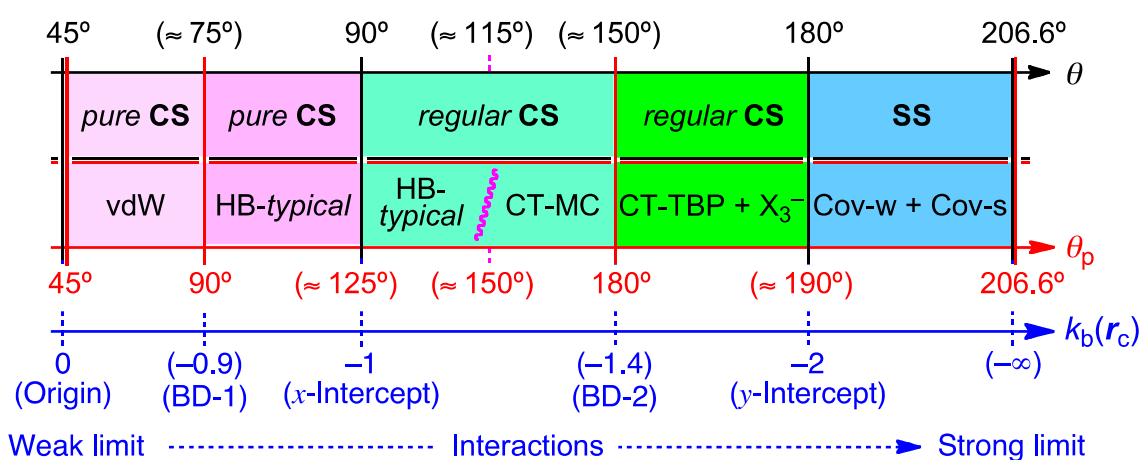 45º (≈ 75º) 90º (≈ 115º) (≈ 150º) 180º 206.6º
θ
pure CS pure CS regular CS regular CS SS
vdW HB-typical HB-typical CT-MC CT-TBP + X₃⁻ Cov-w + Cov-s
θp
45º 90º (≈ 125º) (≈ 150º) 180º (≈ 190º) 206.6º
kb(rc)
0 (–0.9) –1 (–1.4) –2 (–∞)
(Origin) (BD-1) (x-Intercept) (BD-2) (y-Intercept)
Weak limit Interactions Strong limit